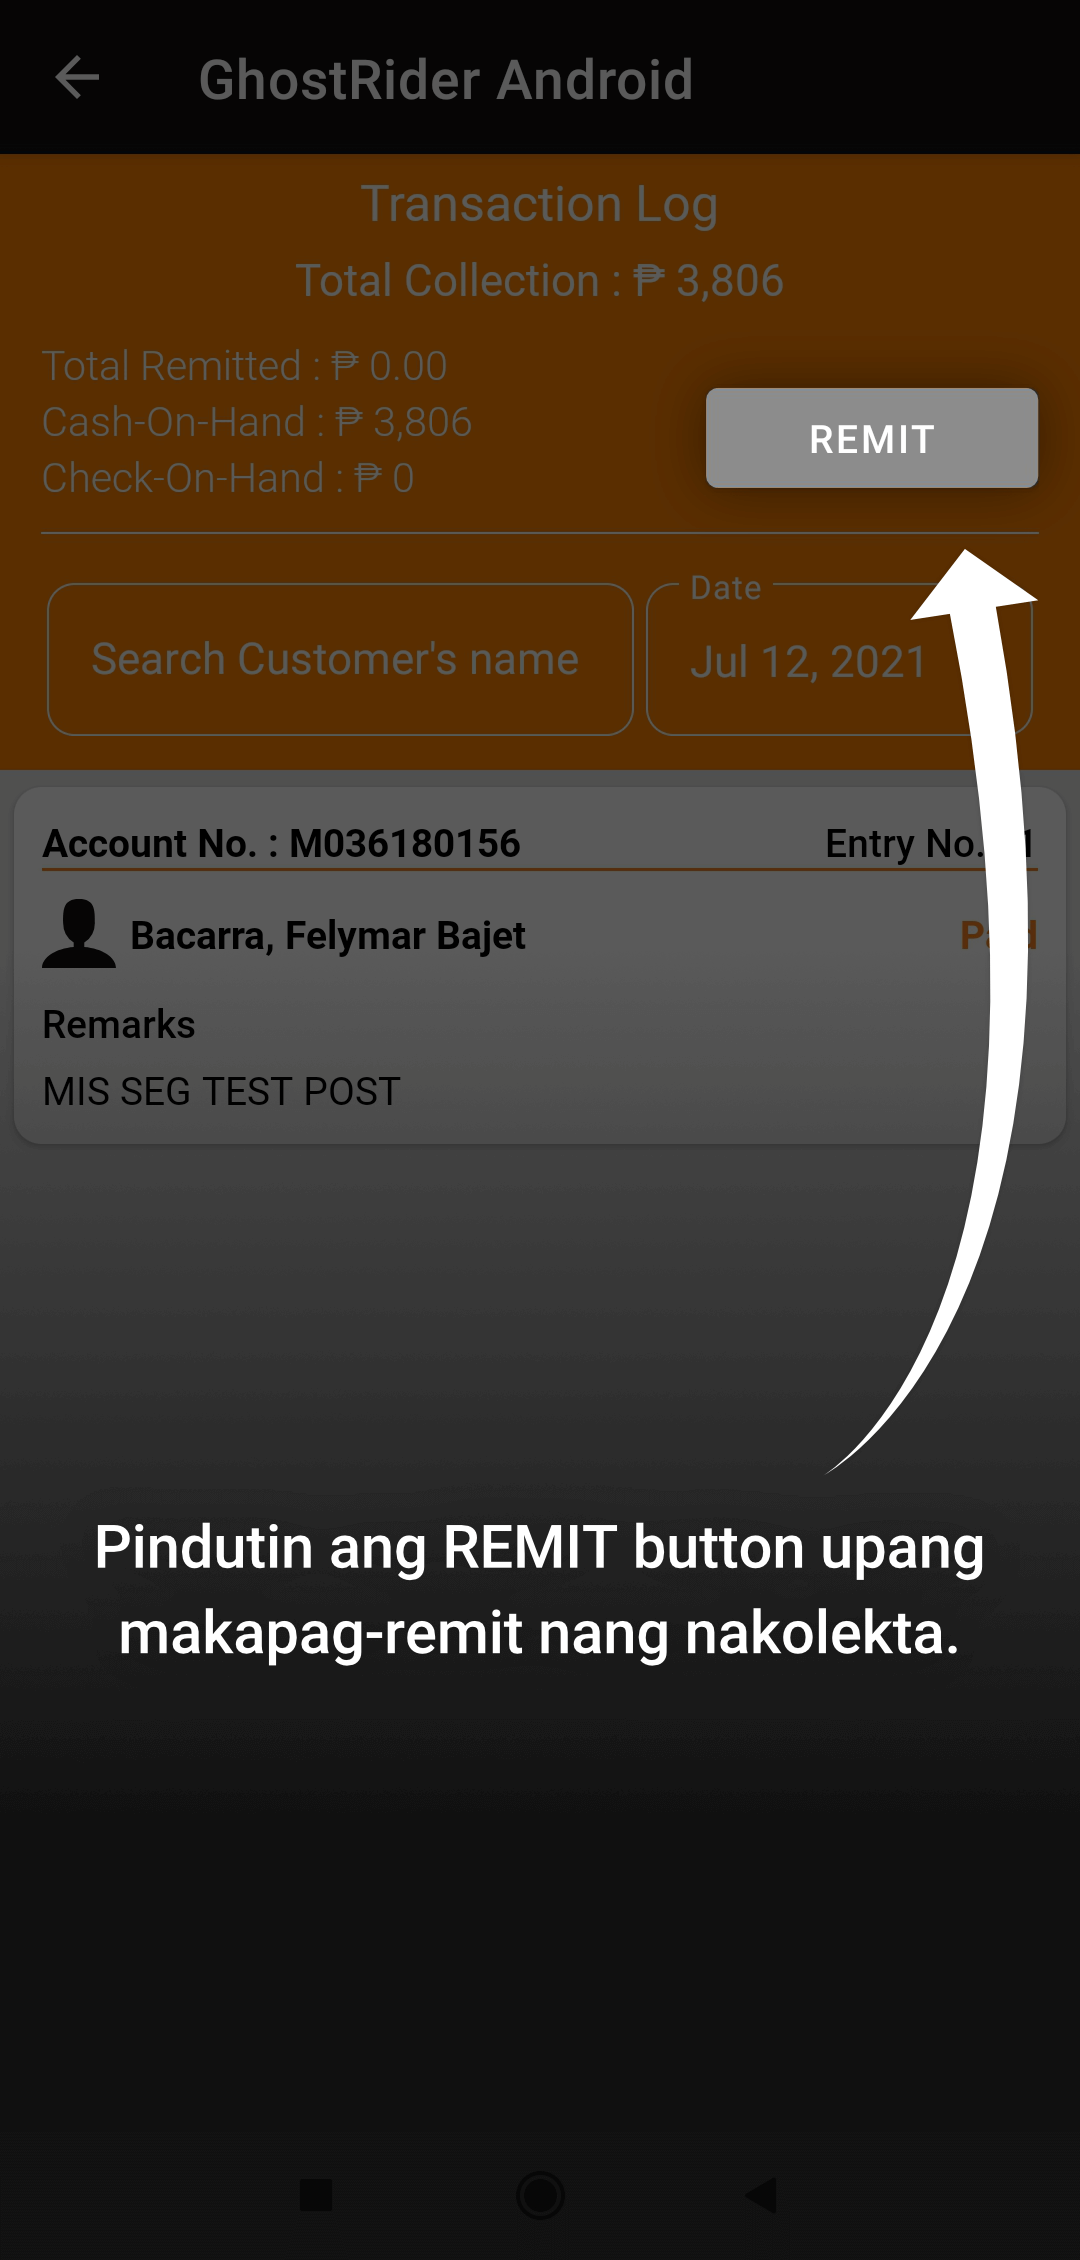 GhostRider Android
Transaction Log
Total Collection : ₱ 3,806
Total Remitted : ₱ 0.00
Cash-On-Hand : ₱ 3,806
Check-On-Hand : ₱ 0
REMIT
Search Customer's name
Date
Jul 12, 2021
Account No. : M036180156
Entry No.
Bacarra, Felymar Bajet
Remarks
MIS SEG TEST POST
Pindutin ang REMIT button upang
makapag-remit nang nakolekta.